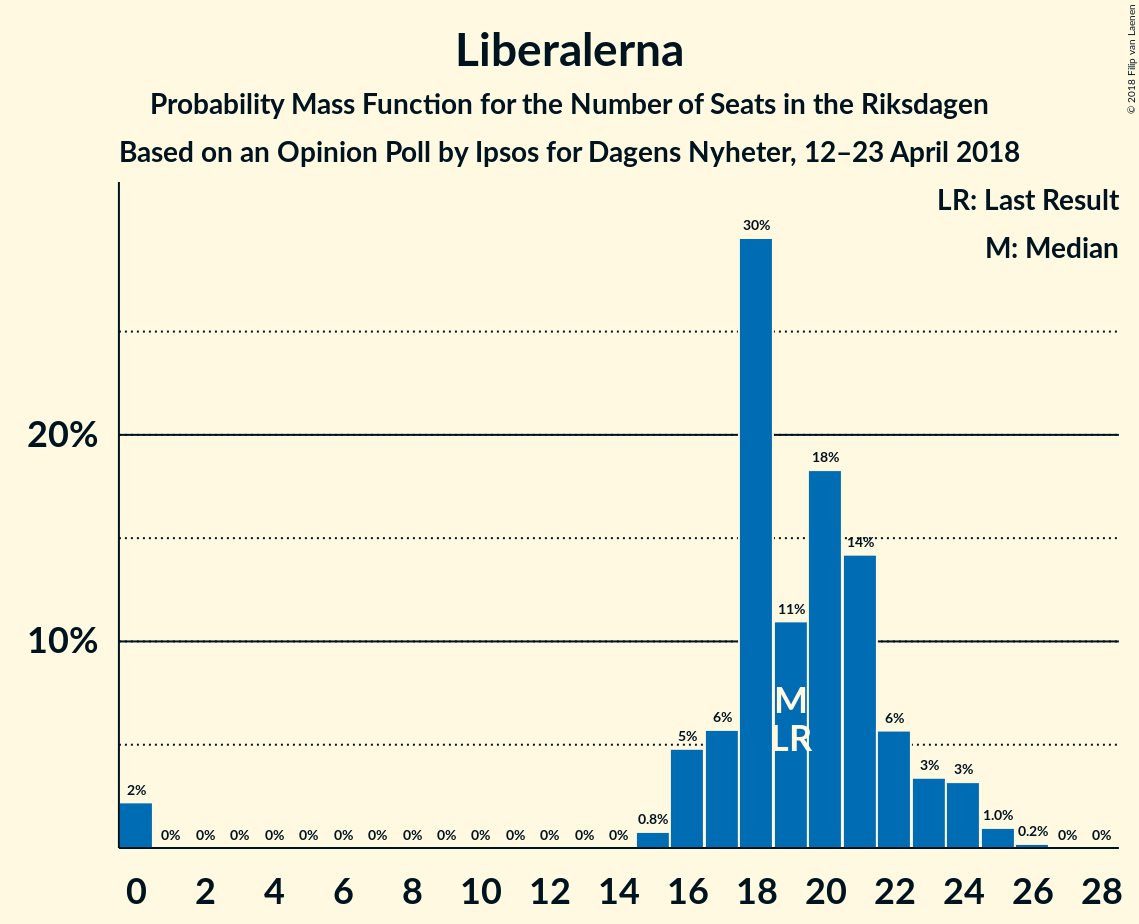 Liberalerna
Probability Mass Function for the Number of Seats in the Riksdagen
Based on an Opinion Poll by Ipsos for Dagens Nyheter, 12–23 April 2018
© 2018 Filip van Laenen
LR: Last Result
M: Median
30%
20%
18%
14%
11%
10%
M
LR
2% 0% 0% 0% 0% 0% 0% 0% 0% 0% 0% 0% 0% 0% 0% 0.8% 5% 6% 6% 3% 3% 1.0% 0.2% 0% 0%
0 2 4 6 8 10 12 14 16 18 20 22 24 26 28